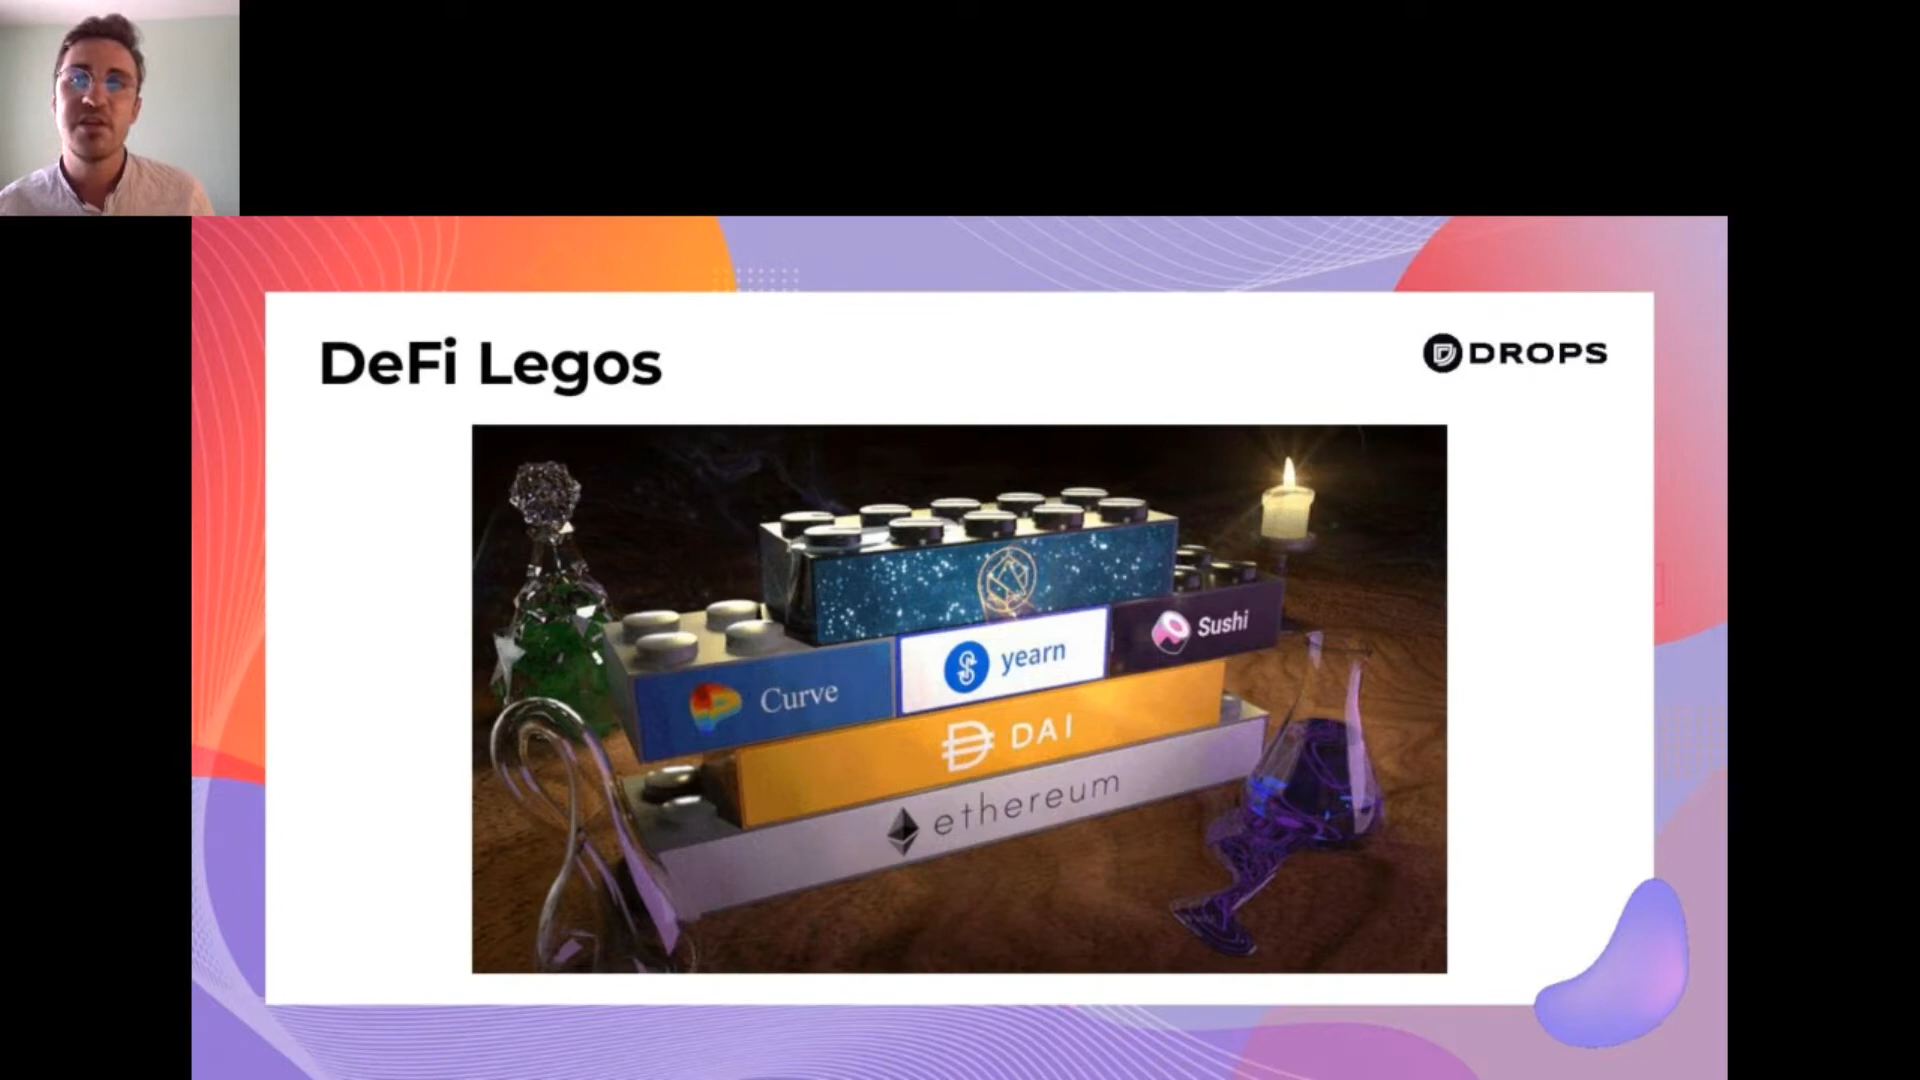 DeFi Legos
DROPS
Sushi
yearn
Curve
DAI
ethereum